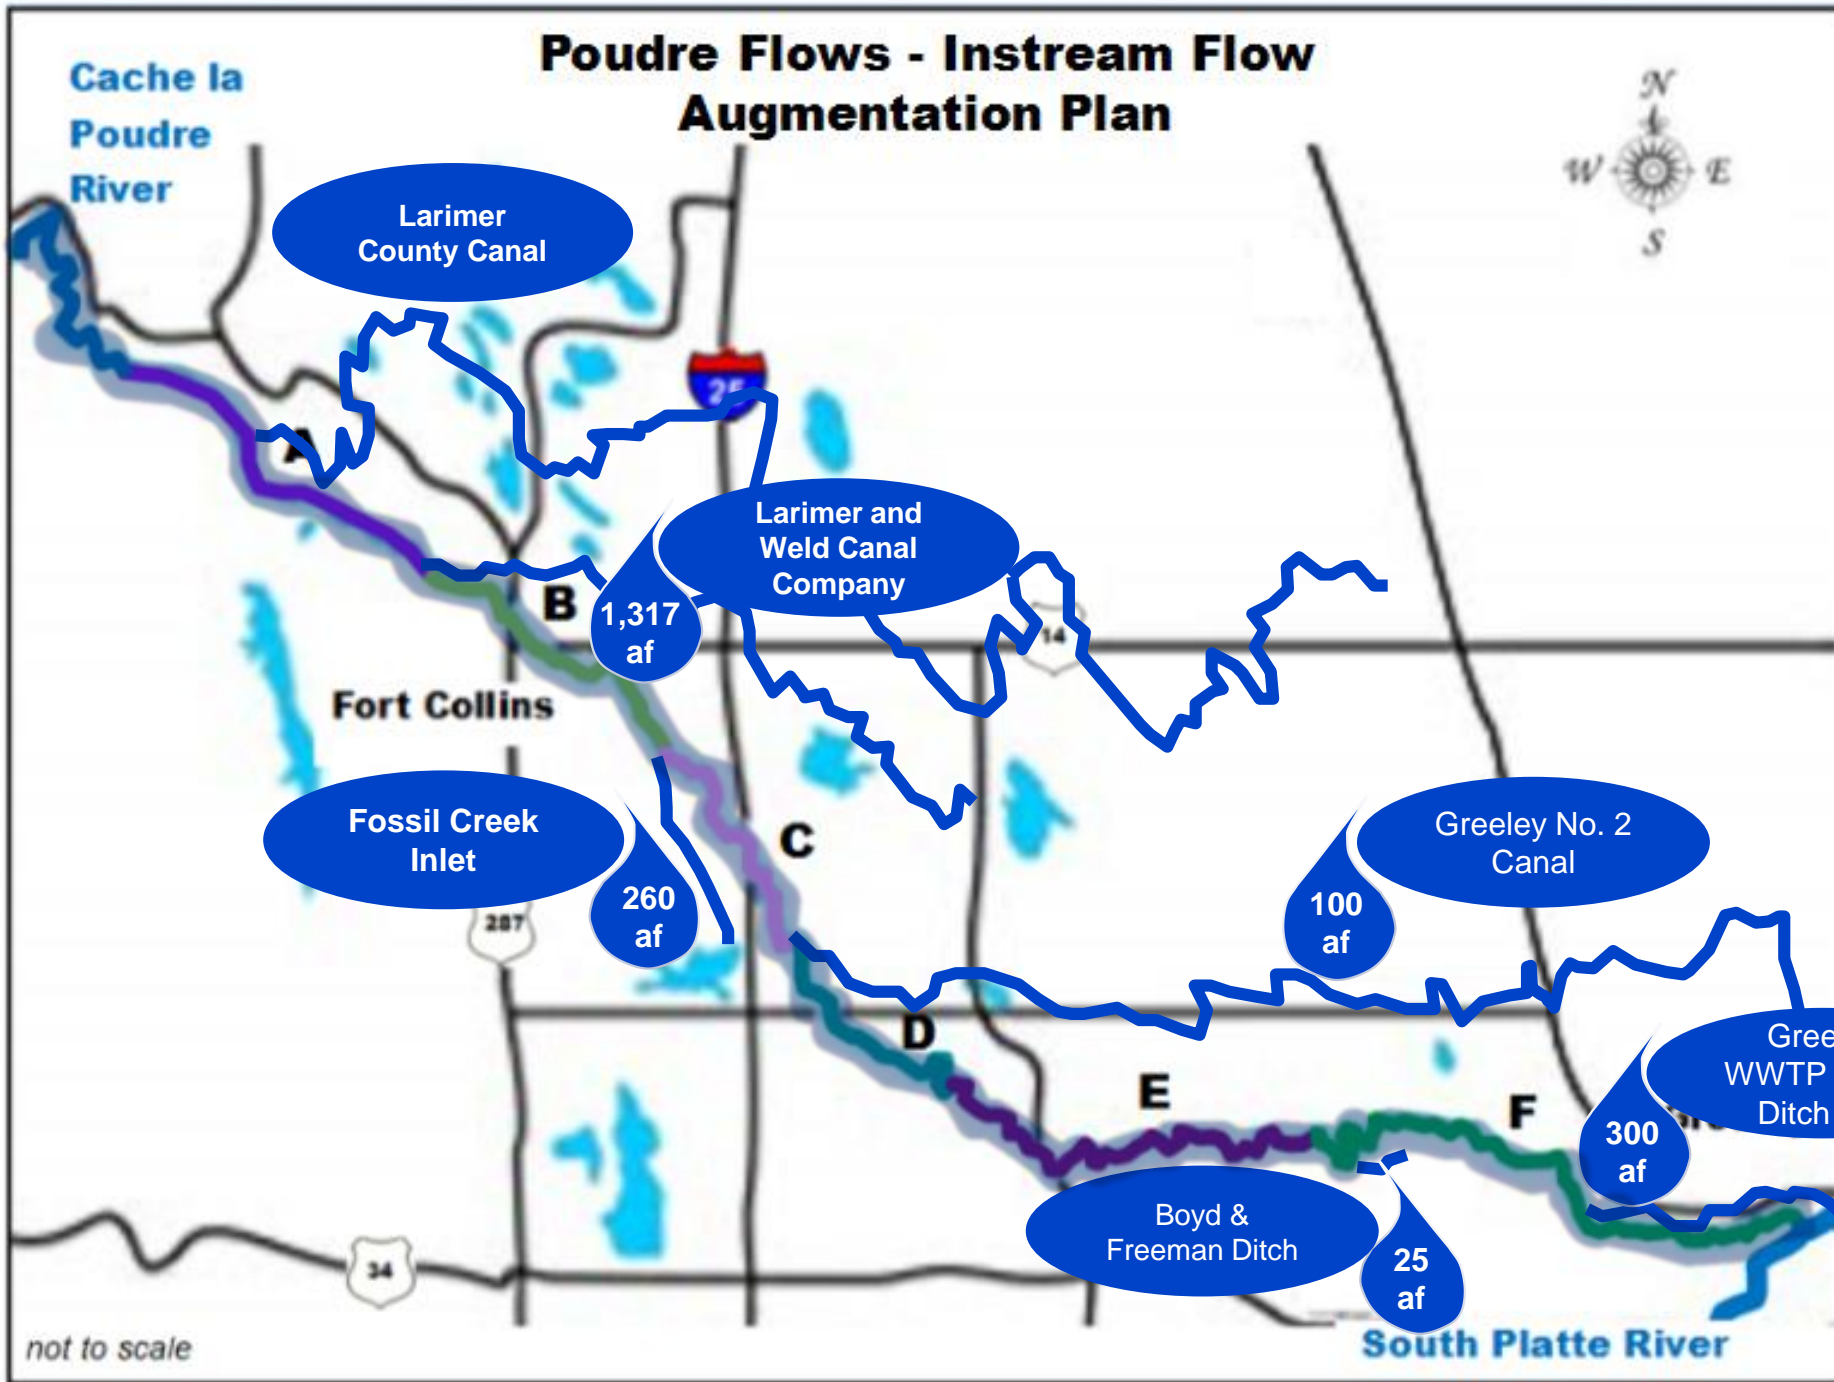 Poudre Flows - Instream Flow
Augmentation Plan
Cache la
Poudre
River
N
W
E
S
Larimer
County Canal
25
A
Larimer and
Weld Canal
Company
B
1,317
af
14
Fort Collins
Fossil Creek
Inlet
C
Greeley No. 2
Canal
287
260
af
100
af
D
E
F
WWTP
Ditch
300
af
Boyd &
Freeman Ditch
25
af
34
not to scale
South Platte River